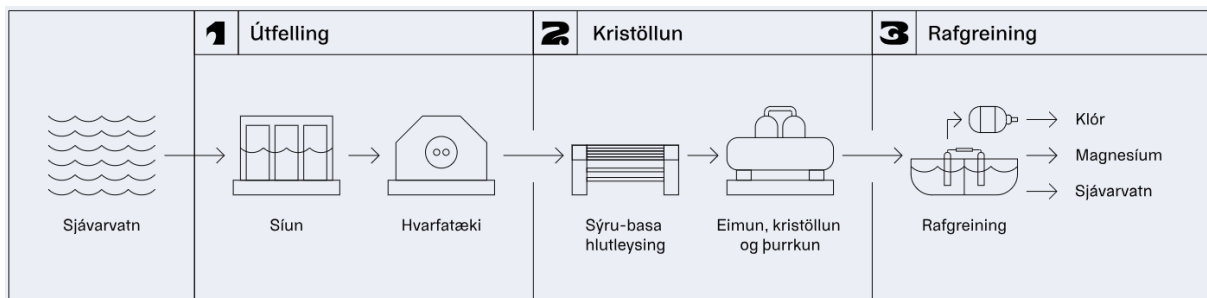 1 Útfelling
2. Kristöllun
3 Rafgreining
Sjávarvatn
Síun
Hvarfatæki
Sýru-basa
hlutleysing
Eimun, kristöllun
og þurrkun
Rafgreining
Klór
Magnesíum
Sjávarvatn